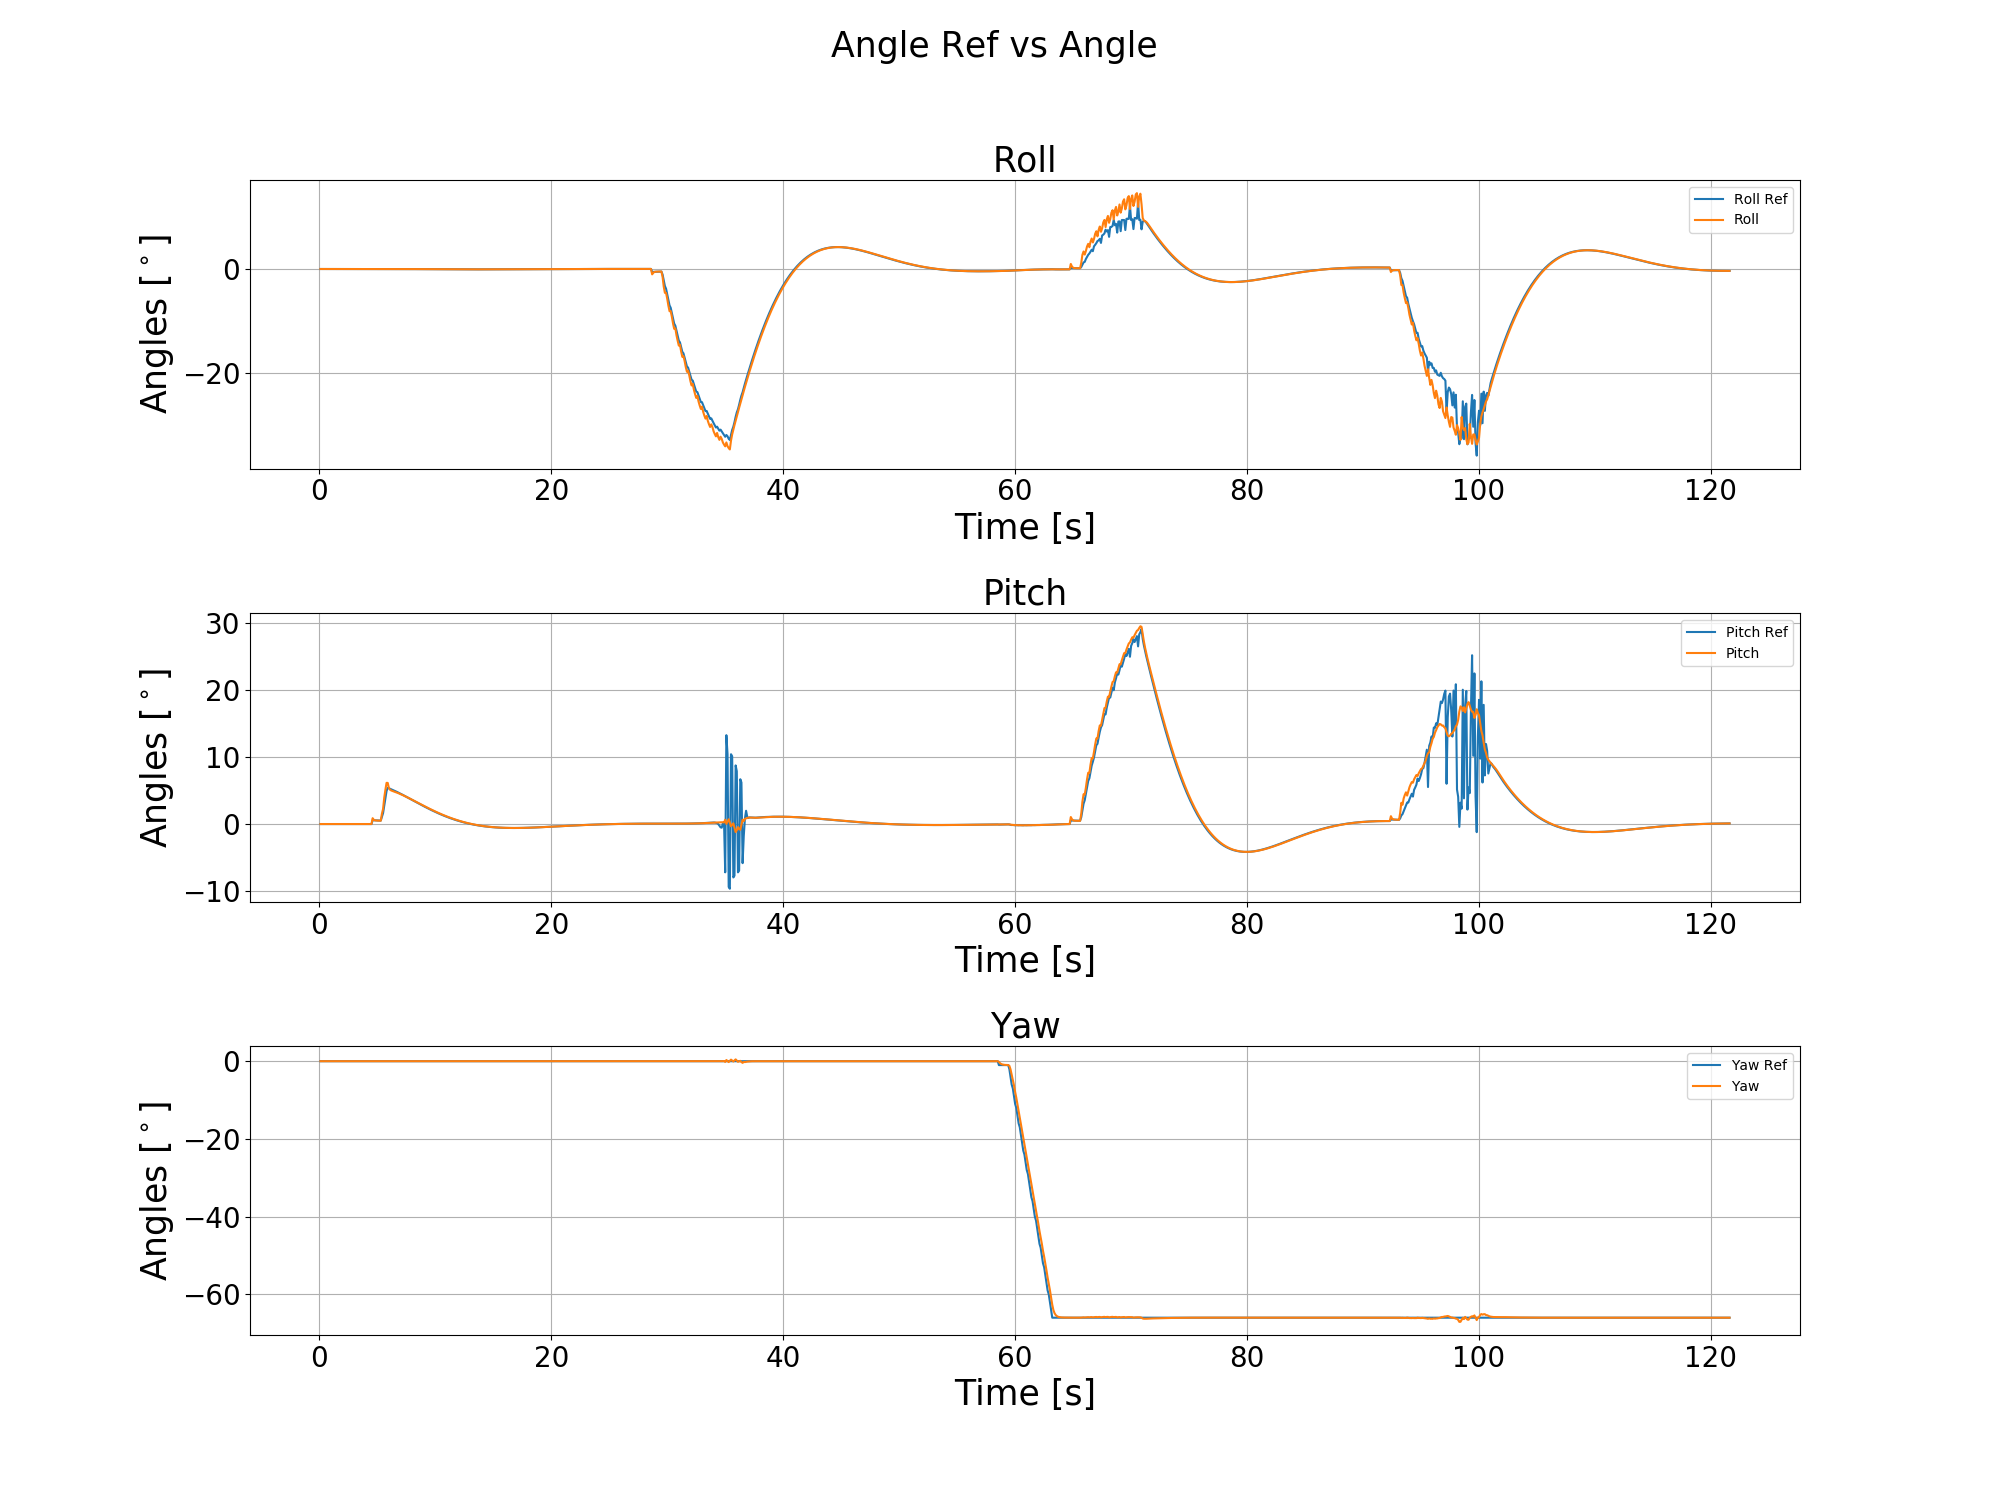 Angle Ref vs Angle
Roll
Angles [°]
0
−20
Roll Ref
Roll
0 20 40 60 80 100 120
Time [s]
Pitch
Angles [°]
30
20
10
0
−10
Pitch Ref
Pitch
0 20 40 60 80 100 120
Time [s]
Yaw
Angles [°]
0
−20
−40
−60
Yaw Ref
Yaw
0 20 40 60 80 100 120
Time [s]